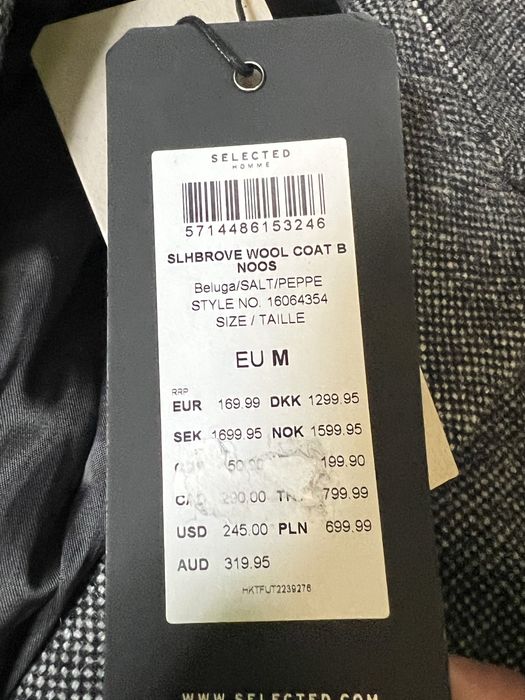 SELECTED
HOMME
5714486153246
SLHBROVE WOOL COAT B
NOOS
Beluga/SALT/PEPPE
STYLE NO. 16064354
SIZE / TAILLE
EU M
RRP
EUR 169.99 DKK 1299.95
SEK 1699.95 NOK 1599.95
50.00 199.90
290.00 799.99
USD 245.00 PLN 699.99
AUD 319.95
HKTFUT2239276
WWW.SELECTED.COM